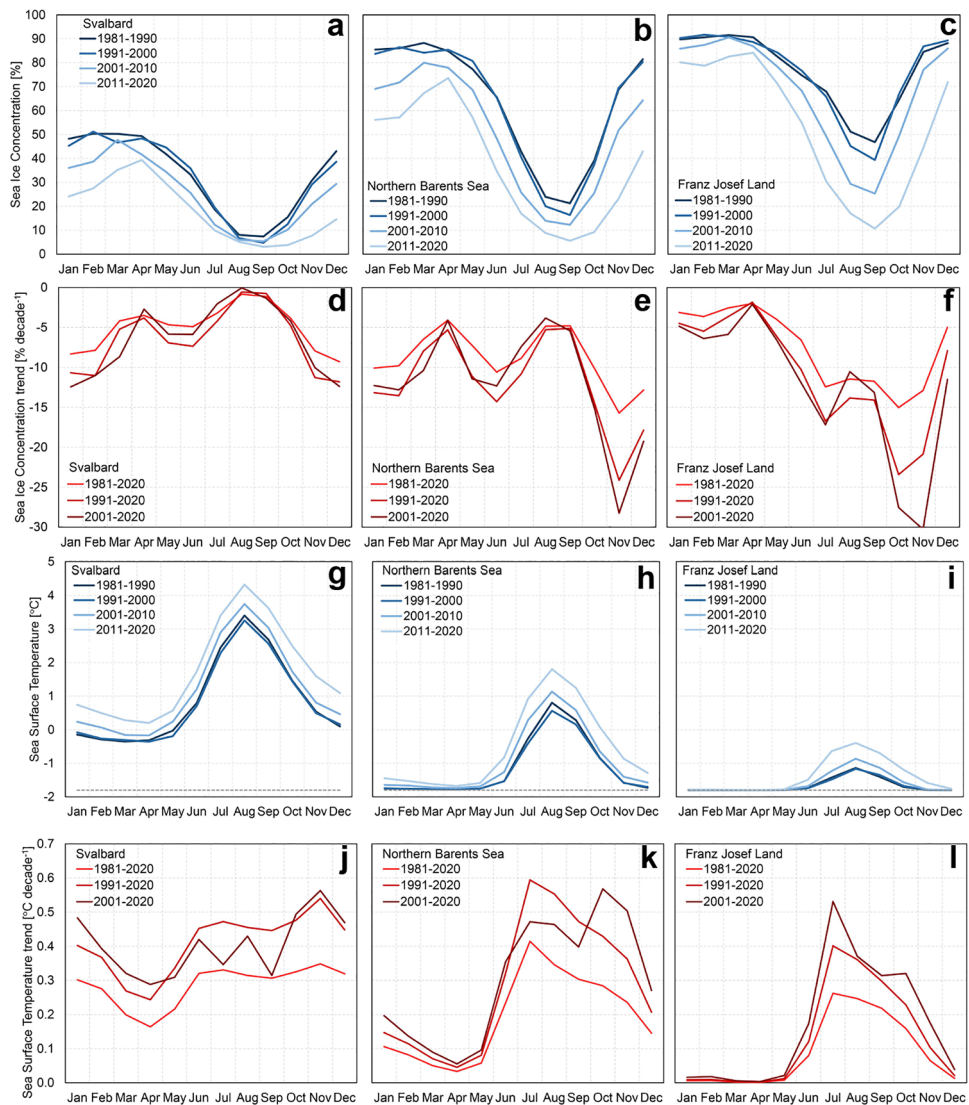 a
Svalbard
1981-1990
1991-2000
2001-2010
2011-2020
Sea Ice Concentration [%]
100
90
80
70
60
50
40
30
20
10
0
Jan Feb Mar Apr May Jun Jul Aug Sep Oct Nov Dec
b
Northern Barents Sea
1981-1990
1991-2000
2001-2010
2011-2020
Jan Feb Mar Apr May Jun Jul Aug Sep Oct Nov Dec
c
Franz Josef Land
1981-1990
1991-2000
2001-2010
2011-2020
Jan Feb Mar Apr May Jun Jul Aug Sep Oct Nov Dec
d
Sea Ice Concentration trend [% decade⁻¹]
0
-5
-10
-15
-20
-25
-30
Svalbard
1981-2020
1991-2020
2001-2020
Jan Feb Mar Apr May Jun Jul Aug Sep Oct Nov Dec
e
Northern Barents Sea
1981-2020
1991-2020
2001-2020
Jan Feb Mar Apr May Jun Jul Aug Sep Oct Nov Dec
f
Franz Josef Land
1981-2020
1991-2020
2001-2020
Jan Feb Mar Apr May Jun Jul Aug Sep Oct Nov Dec
g
Svalbard
1981-1990
1991-2000
2001-2010
2011-2020
Sea Surface Temperature [°C]
5
4
3
2
1
0
-1
-2
Jan Feb Mar Apr May Jun Jul Aug Sep Oct Nov Dec
h
Northern Barents Sea
1981-1990
1991-2000
2001-2010
2011-2020
Jan Feb Mar Apr May Jun Jul Aug Sep Oct Nov Dec
i
Franz Josef Land
1981-1990
1991-2000
2001-2010
2011-2020
Jan Feb Mar Apr May Jun Jul Aug Sep Oct Nov Dec
j
Svalbard
1981-2020
1991-2020
2001-2020
Sea Surface Temperature trend [°C decade⁻¹]
0.7
0.6
0.5
0.4
0.3
0.2
0.1
0.0
Jan Feb Mar Apr May Jun Jul Aug Sep Oct Nov Dec
k
Northern Barents Sea
1981-2020
1991-2020
2001-2020
Jan Feb Mar Apr May Jun Jul Aug Sep Oct Nov Dec
l
Franz Josef Land
1981-2020
1991-2020
2001-2020
Jan Feb Mar Apr May Jun Jul Aug Sep Oct Nov Dec